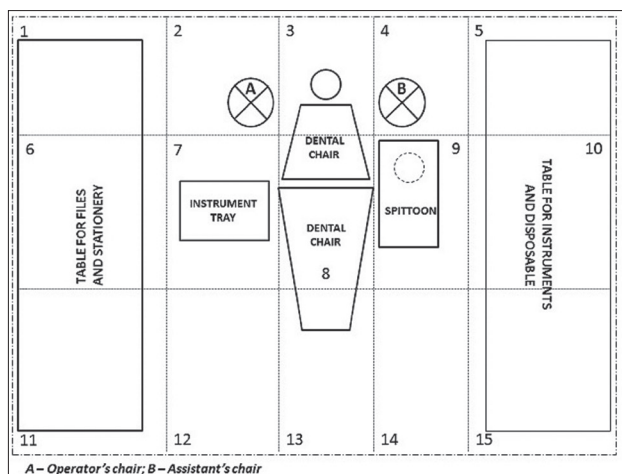 1
2
3
4
5
A
B
DENTAL
CHAIR
6
7
9
10
INSTRUMENT
TRAY
SPITTOON
TABLE FOR FILES
AND STATIONERY
DENTAL
CHAIR
8
TABLE FOR INSTRUMENTS
AND DISPOSABLE
11
12
13
14
15
A – Operator's chair; B – Assistant's chair